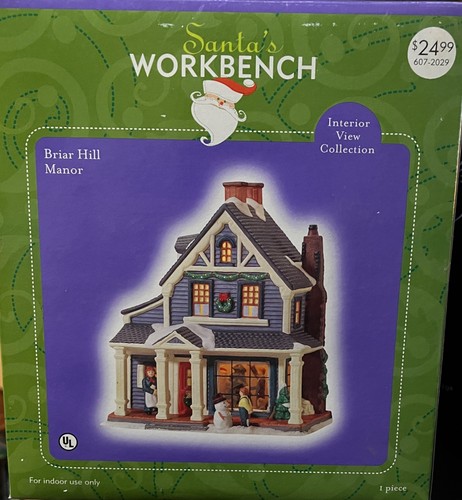 Santa's
WORKBENCH
$24.99
607-2029
Interior
View
Collection
Briar Hill
Manor
UL
For indoor use only
1 piece